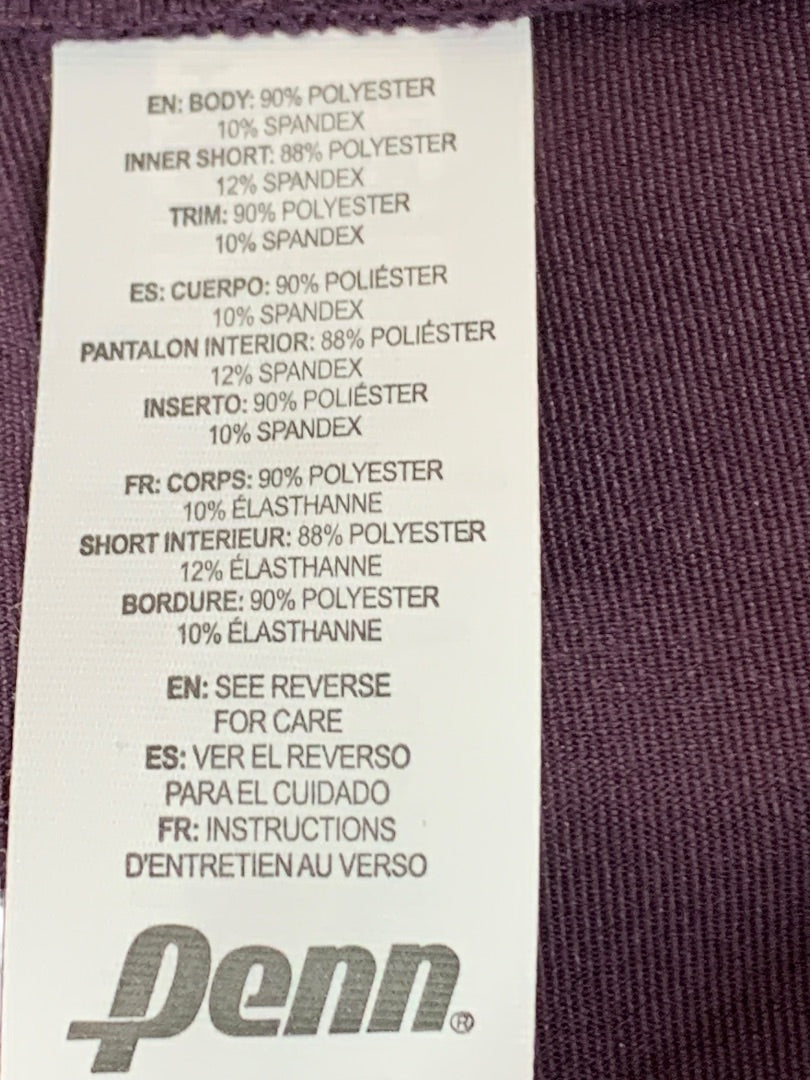 EN: BODY: 90% POLYESTER
10% SPANDEX
INNER SHORT: 88% POLYESTER
12% SPANDEX
TRIM: 90% POLYESTER
10% SPANDEX
ES: CUERPO: 90% POLIÉSTER
10% SPANDEX
PANTALON INTERIOR: 88% POLIÉSTER
12% SPANDEX
INSERTO: 90% POLIÉSTER
10% SPANDEX
FR: CORPS: 90% POLYESTER
10% ÉLASTHANNE
SHORT INTERIEUR: 88% POLYESTER
12% ÉLASTHANNE
BORDURE: 90% POLYESTER
10% ÉLASTHANNE
EN: SEE REVERSE
FOR CARE
ES: VER EL REVERSO
PARA EL CUIDADO
FR: INSTRUCTIONS
D'ENTRETIEN AU VERSO
Penn®